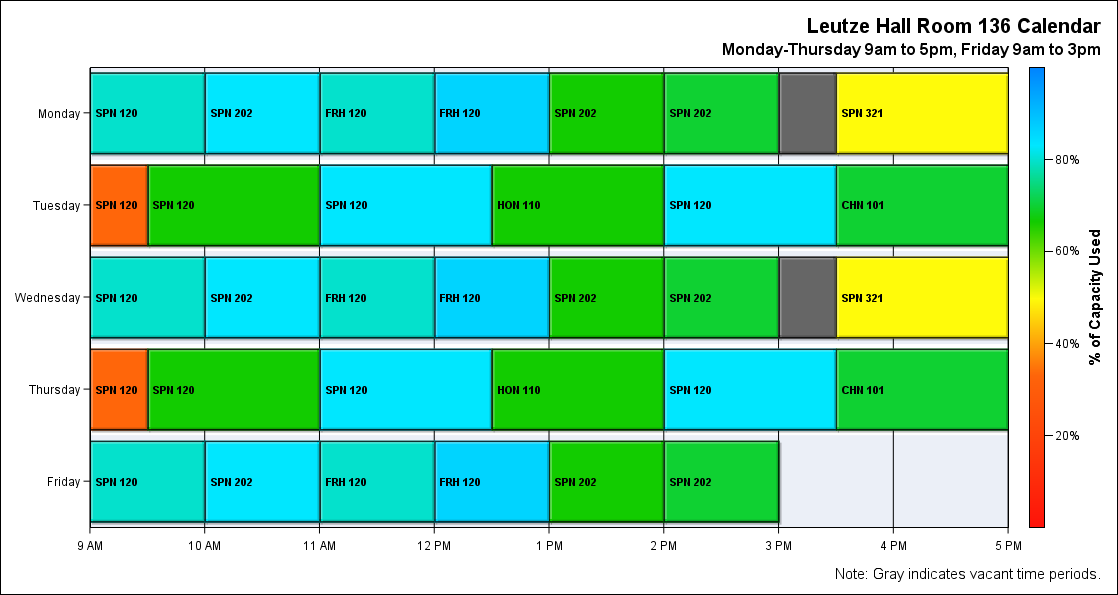 Leutze Hall Room 136 Calendar
Monday-Thursday 9am to 5pm, Friday 9am to 3pm
Monday SPN 120 SPN 202 FRH 120 FRH 120 SPN 202 SPN 202 SPN 321
Tuesday SPN 120 SPN 120 SPN 120 HON 110 SPN 120 CHN 101
Wednesday SPN 120 SPN 202 FRH 120 FRH 120 SPN 202 SPN 202 SPN 321
Thursday SPN 120 SPN 120 SPN 120 HON 110 SPN 120 CHN 101
Friday SPN 120 SPN 202 FRH 120 FRH 120 SPN 202 SPN 202
9 AM 10 AM 11 AM 12 PM 1 PM 2 PM 3 PM 4 PM 5 PM
80%
60%
40%
20%
% of Capacity Used
Note: Gray indicates vacant time periods.